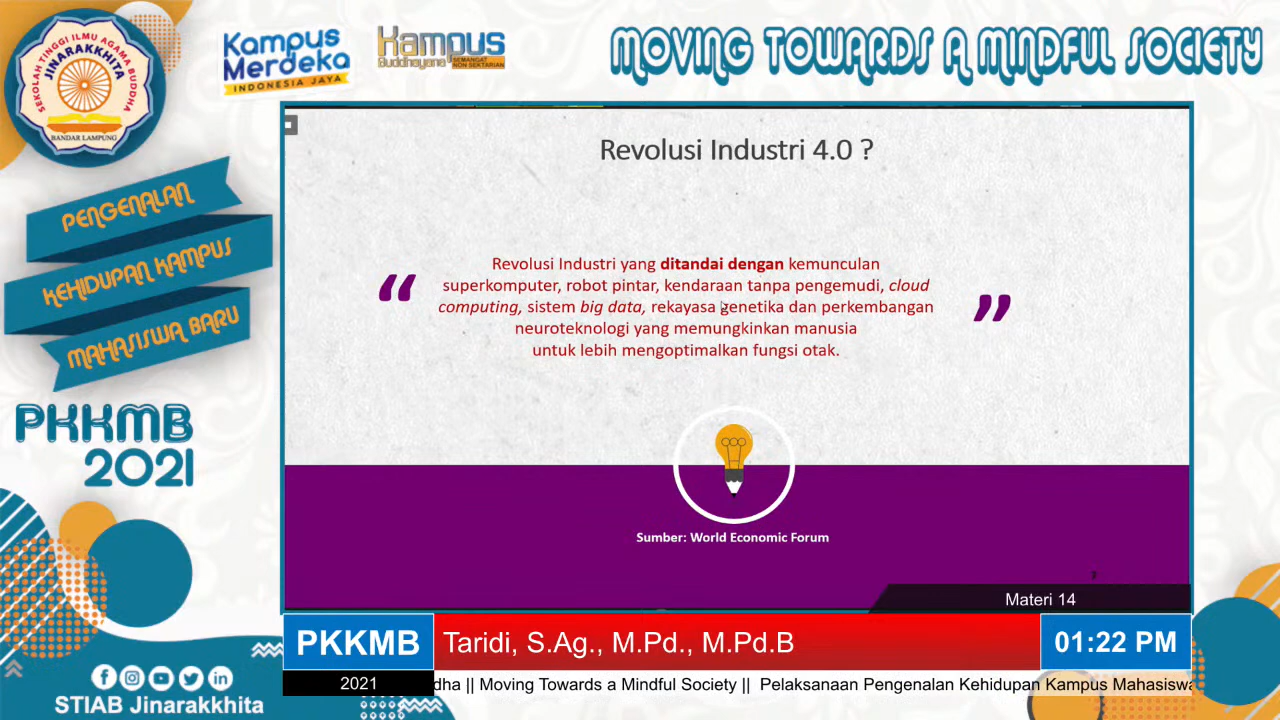 SEKOLAH TINGGI ILMU AGAMA BUDDHA
JINARAKKHITA
BANDAR LAMPUNG
Kampus
Merdeka
INDONESIA JAYA
Kampus
Buddhayana
SEMANGAT
NON SEKTARIAN
MOVING TOWARDS A MINDFUL SOCIETY
PENGENALAN
KEHIDUPAN KAMPUS
MAHASISWA BARU
PKKMB
2021
Revolusi Industri 4.0 ?
“
Revolusi Industri yang ditandai dengan kemunculan
superkomputer, robot pintar, kendaraan tanpa pengemudi, cloud
computing, sistem big data, rekayasa genetika dan perkembangan
neuroteknologi yang memungkinkan manusia
untuk lebih mengoptimalkan fungsi otak.
”
Sumber: World Economic Forum
Materi 14
PKKMB
Taridi, S.Ag., M.Pd., M.Pd.B
01:22 PM
2021
dha || Moving Towards a Mindful Society || Pelaksanaan Pengenalan Kehidupan Kampus Mahasiswa
STIAB Jinarakkhita